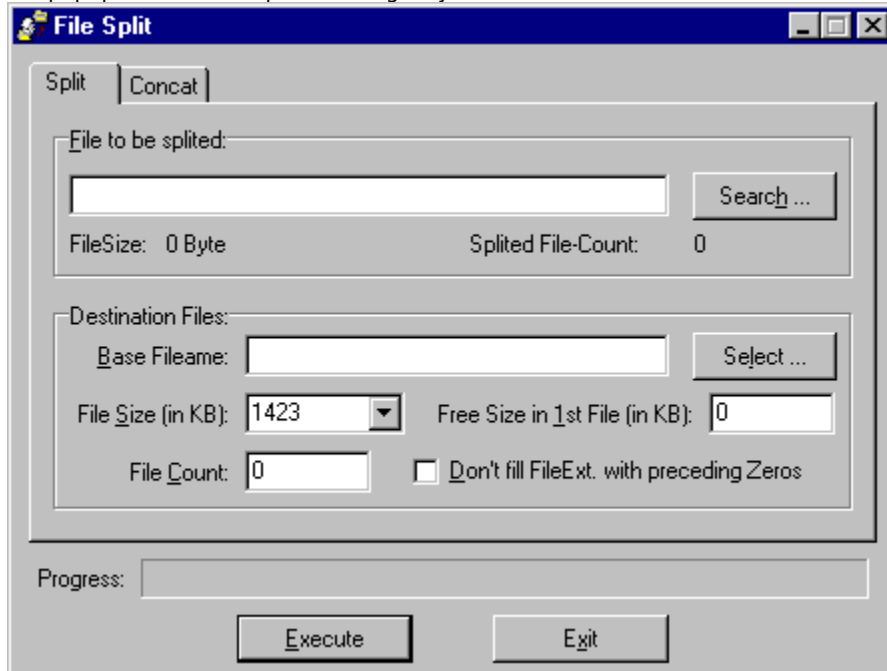 File Split
Split
Concat
File to be splited:
Search ...
FileSize: 0 Byte
Splited File-Count: 0
Destination Files:
Base Fileame:
Select ...
File Size (in KB): 1423
Free Size in 1st File (in KB): 0
File Count: 0
Don't fill FileExt. with preceding Zeros
Progress:
Execute
Exit